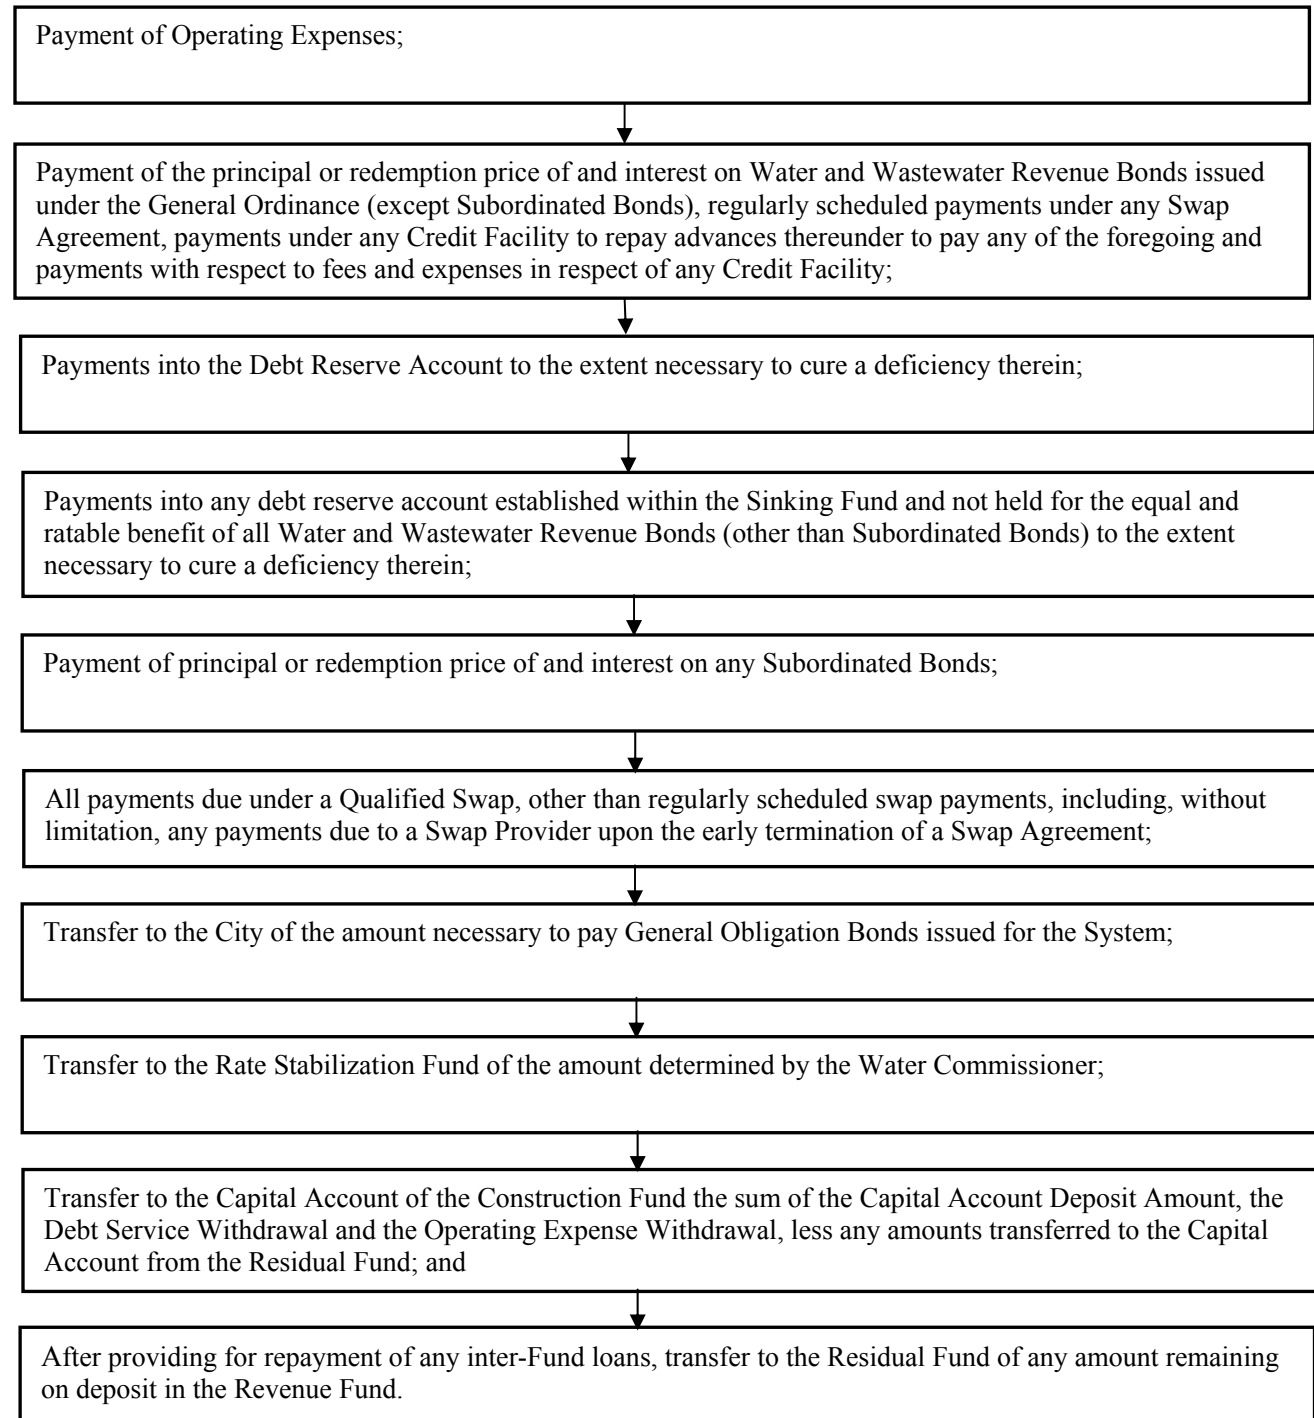 Payment of Operating Expenses;
Payment of the principal or redemption price of and interest on Water and Wastewater Revenue Bonds issued
under the General Ordinance (except Subordinated Bonds), regularly scheduled payments under any Swap
Agreement, payments under any Credit Facility to repay advances thereunder to pay any of the foregoing and
payments with respect to fees and expenses in respect of any Credit Facility;
Payments into the Debt Reserve Account to the extent necessary to cure a deficiency therein;
Payments into any debt reserve account established within the Sinking Fund and not held for the equal and
ratable benefit of all Water and Wastewater Revenue Bonds (other than Subordinated Bonds) to the extent
necessary to cure a deficiency therein;
Payment of principal or redemption price of and interest on any Subordinated Bonds;
All payments due under a Qualified Swap, other than regularly scheduled swap payments, including, without
limitation, any payments due to a Swap Provider upon the early termination of a Swap Agreement;
Transfer to the City of the amount necessary to pay General Obligation Bonds issued for the System;
Transfer to the Rate Stabilization Fund of the amount determined by the Water Commissioner;
Transfer to the Capital Account of the Construction Fund the sum of the Capital Account Deposit Amount, the
Debt Service Withdrawal and the Operating Expense Withdrawal, less any amounts transferred to the Capital
Account from the Residual Fund; and
After providing for repayment of any inter-Fund loans, transfer to the Residual Fund of any amount remaining
on deposit in the Revenue Fund.